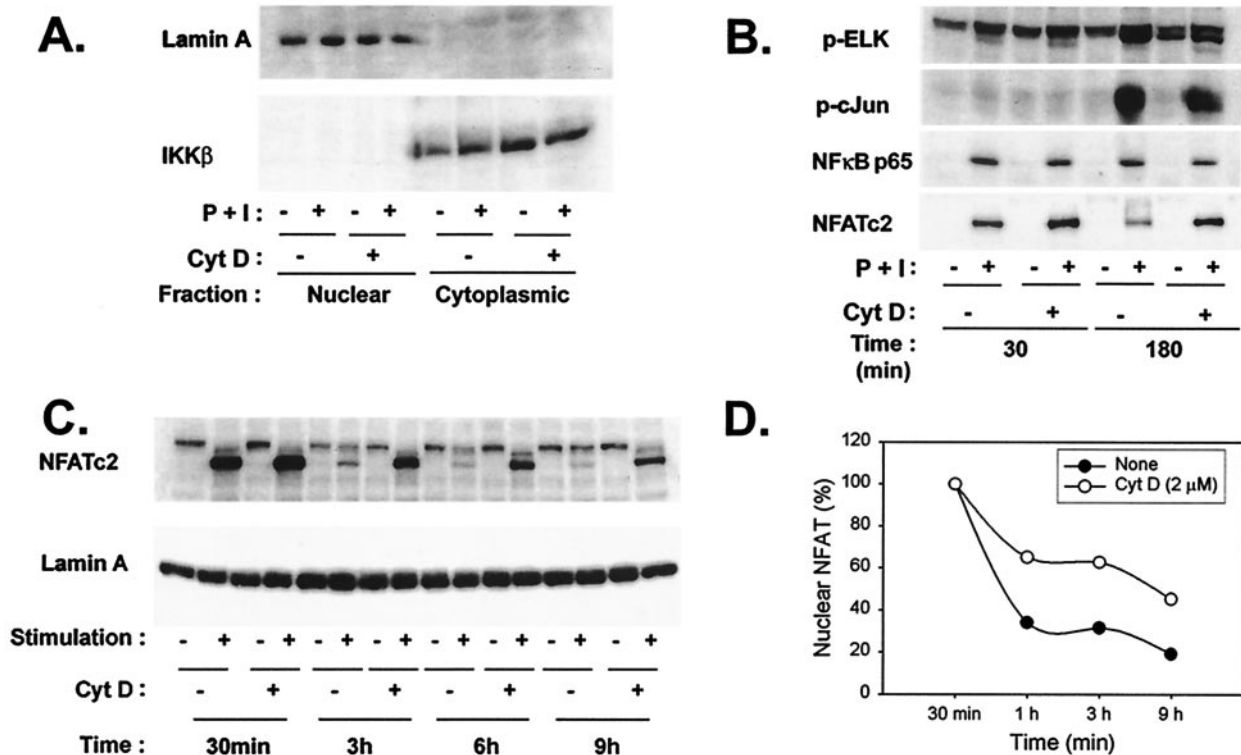 A.
Lamin A
IKKβ
P + I : - + - + - + - +
Cyt D : - + - +
Fraction : Nuclear Cytoplasmic
B.
p-ELK
p-cJun
NFκB p65
NFATc2
P + I : - + - + - + - +
Cyt D : - + - +
Time : 30 180
(min)
C.
NFATc2
Lamin A
Stimulation : - + - + - + - + - + - + - + - +
Cyt D : - + - + - + - +
Time : 30min 3h 6h 9h
D.
Nuclear NFAT (%)
120
100
80
60
40
20
0
None
Cyt D (2 μM)
30 min 1 h 3 h 9 h
Time (min)